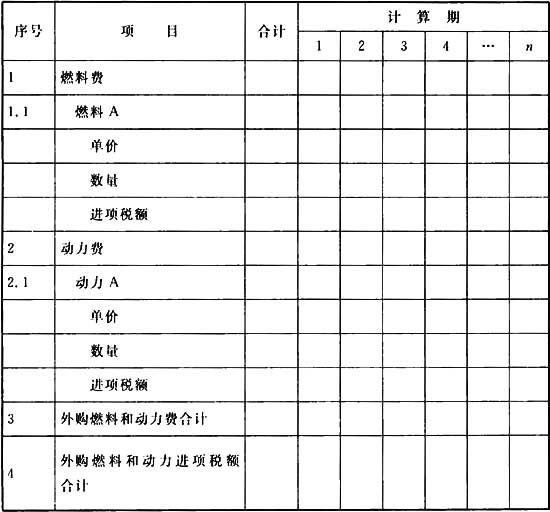 序号 项 目 合计 计 算 期
1 2 3 4 … n
1 燃料费
1.1 燃料 A
单价
数量
进项税额
2 动力费
2.1 动力 A
单价
数量
进项税额
3 外购燃料和动力费合计
4 外购燃料和动力进项税额
合计